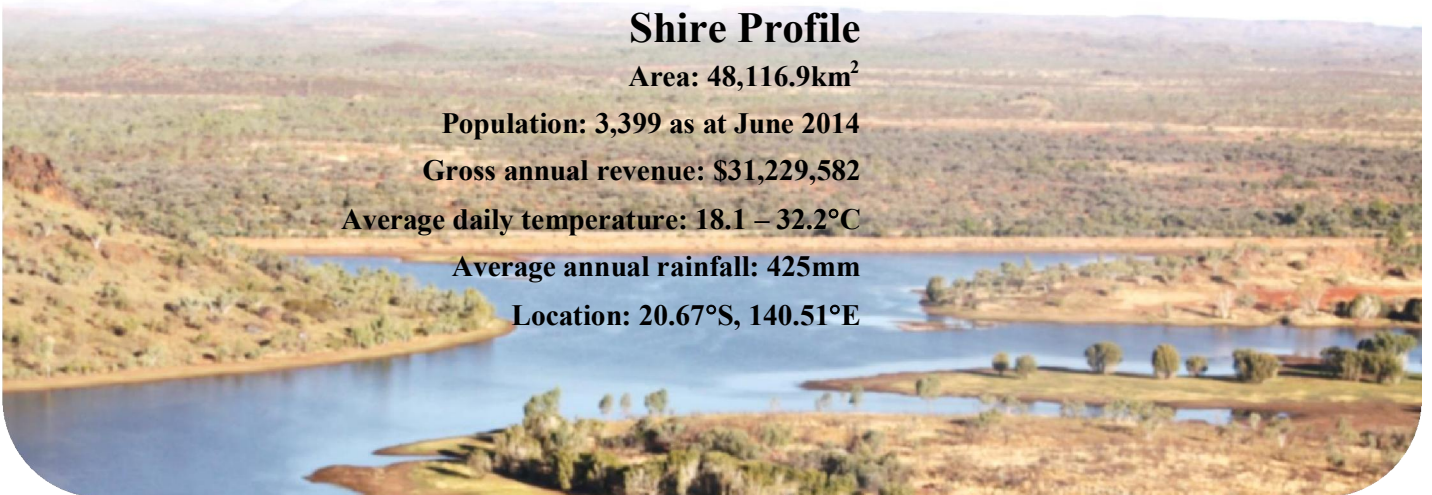 Shire Profile
Area: 48,116.9km²
Population: 3,399 as at June 2014
Gross annual revenue: $31,229,582
Average daily temperature: 18.1 – 32.2°C
Average annual rainfall: 425mm
Location: 20.67°S, 140.51°E